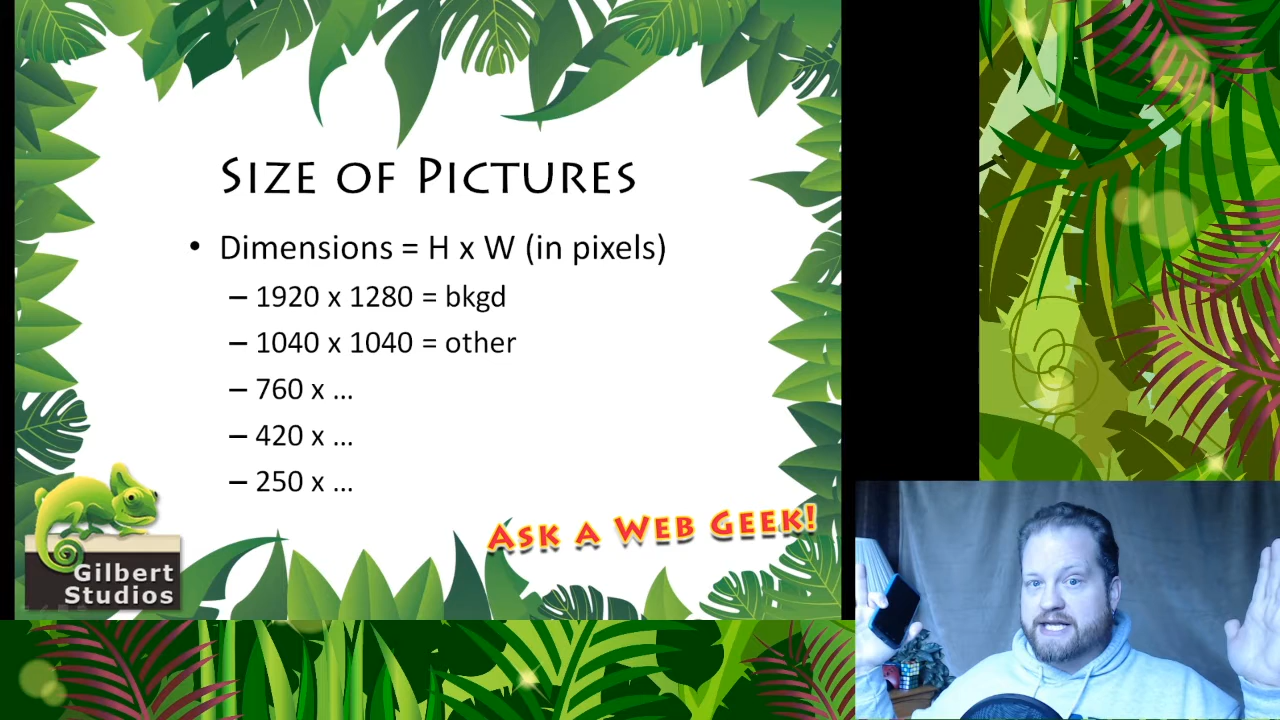 Size of Pictures
• Dimensions = H x W (in pixels)
– 1920 x 1280 = bkgd
– 1040 x 1040 = other
– 760 x ...
– 420 x ...
– 250 x ...
Ask a Web Geek!
Gilbert
Studios